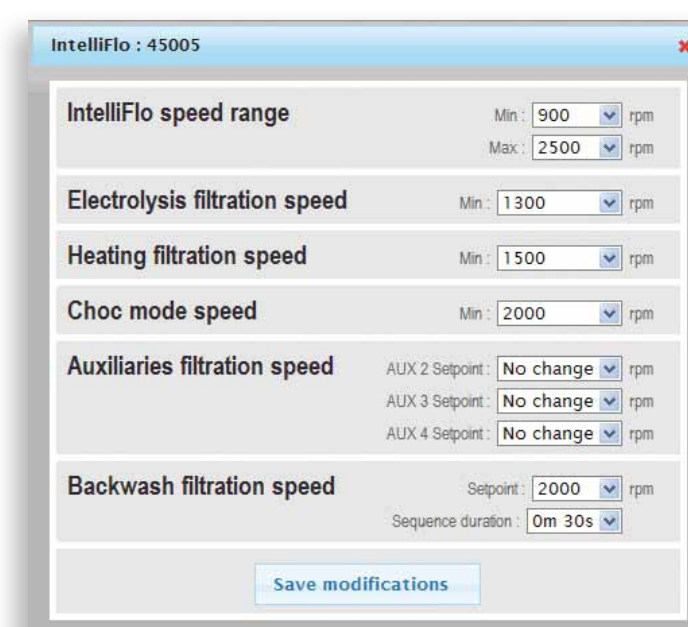 IntelliFlo : 45005
IntelliFlo speed range Min : 900 rpm
Max : 2500 rpm
Electrolysis filtration speed Min : 1300 rpm
Heating filtration speed Min : 1500 rpm
Choc mode speed Min : 2000 rpm
Auxiliaries filtration speed AUX 2 Setpoint : No change rpm
AUX 3 Setpoint : No change rpm
AUX 4 Setpoint : No change rpm
Backwash filtration speed Setpoint : 2000 rpm
Sequence duration : 0m 30s
Save modifications